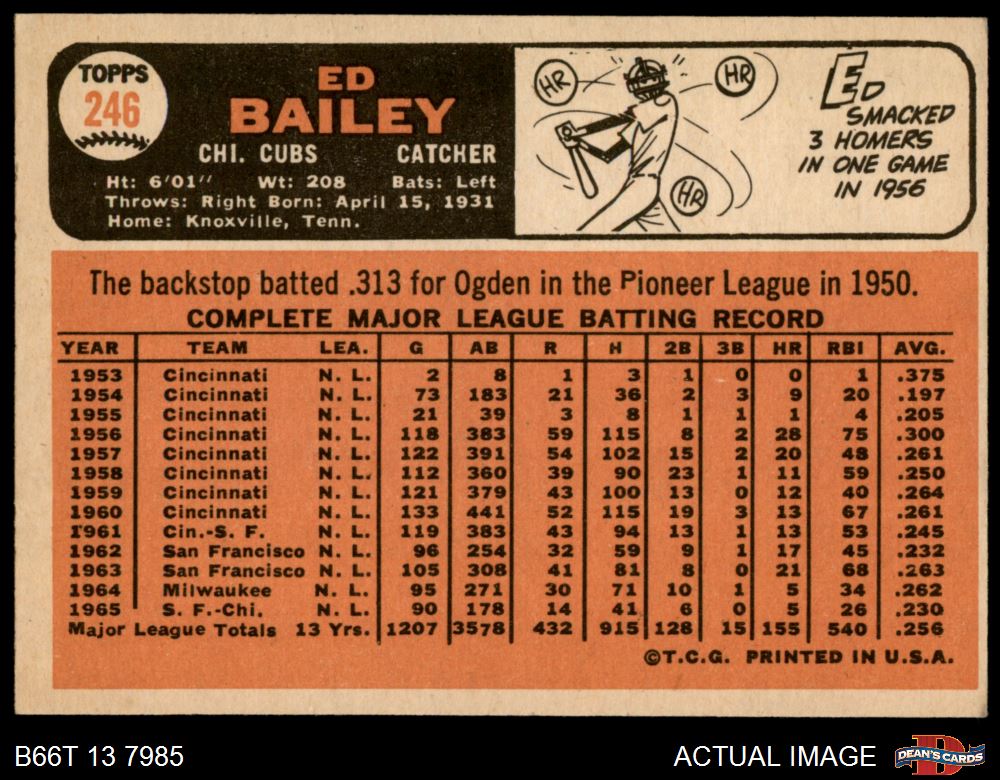 TOPPS
246
ED
BAILEY
CHI. CUBS CATCHER
Ht: 6'01" Wt: 208 Bats: Left
Throws: Right Born: April 15, 1931
Home: Knoxville, Tenn.
HR HR
HR
ED
SMACKED
3 HOMERS
IN ONE GAME
IN 1956
The backstop batted .313 for Ogden in the Pioneer League in 1950.
COMPLETE MAJOR LEAGUE BATTING RECORD
YEAR TEAM LEA. G AB R H 2B 3B HR RBI AVG.
1953 Cincinnati N. L. 2 8 1 3 1 0 0 1 .375
1954 Cincinnati N. L. 73 183 21 36 2 3 9 20 .197
1955 Cincinnati N. L. 21 39 3 8 1 1 1 4 .205
1956 Cincinnati N. L. 118 383 59 115 8 2 28 75 .300
1957 Cincinnati N. L. 122 391 54 102 15 2 20 48 .261
1958 Cincinnati N. L. 112 360 39 90 23 1 11 59 .250
1959 Cincinnati N. L. 121 379 43 100 13 0 12 40 .264
1960 Cincinnati N. L. 133 441 52 115 19 3 13 67 .261
1961 Cin.-S. F. N. L. 119 383 43 94 13 1 13 53 .245
1962 San Francisco N. L. 96 254 32 59 9 1 17 45 .232
1963 San Francisco N. L. 105 308 41 81 8 0 21 68 .263
1964 Milwaukee N. L. 95 271 30 71 10 1 5 34 .262
1965 S. F.-Chi. N. L. 90 178 14 41 6 0 5 26 .230
Major League Totals 13 Yrs. 1207 3578 432 915 128 15 155 540 .256
©T.C.G. PRINTED IN U.S.A.
B66T 13 7985 ACTUAL IMAGE DEAN'S CARDS